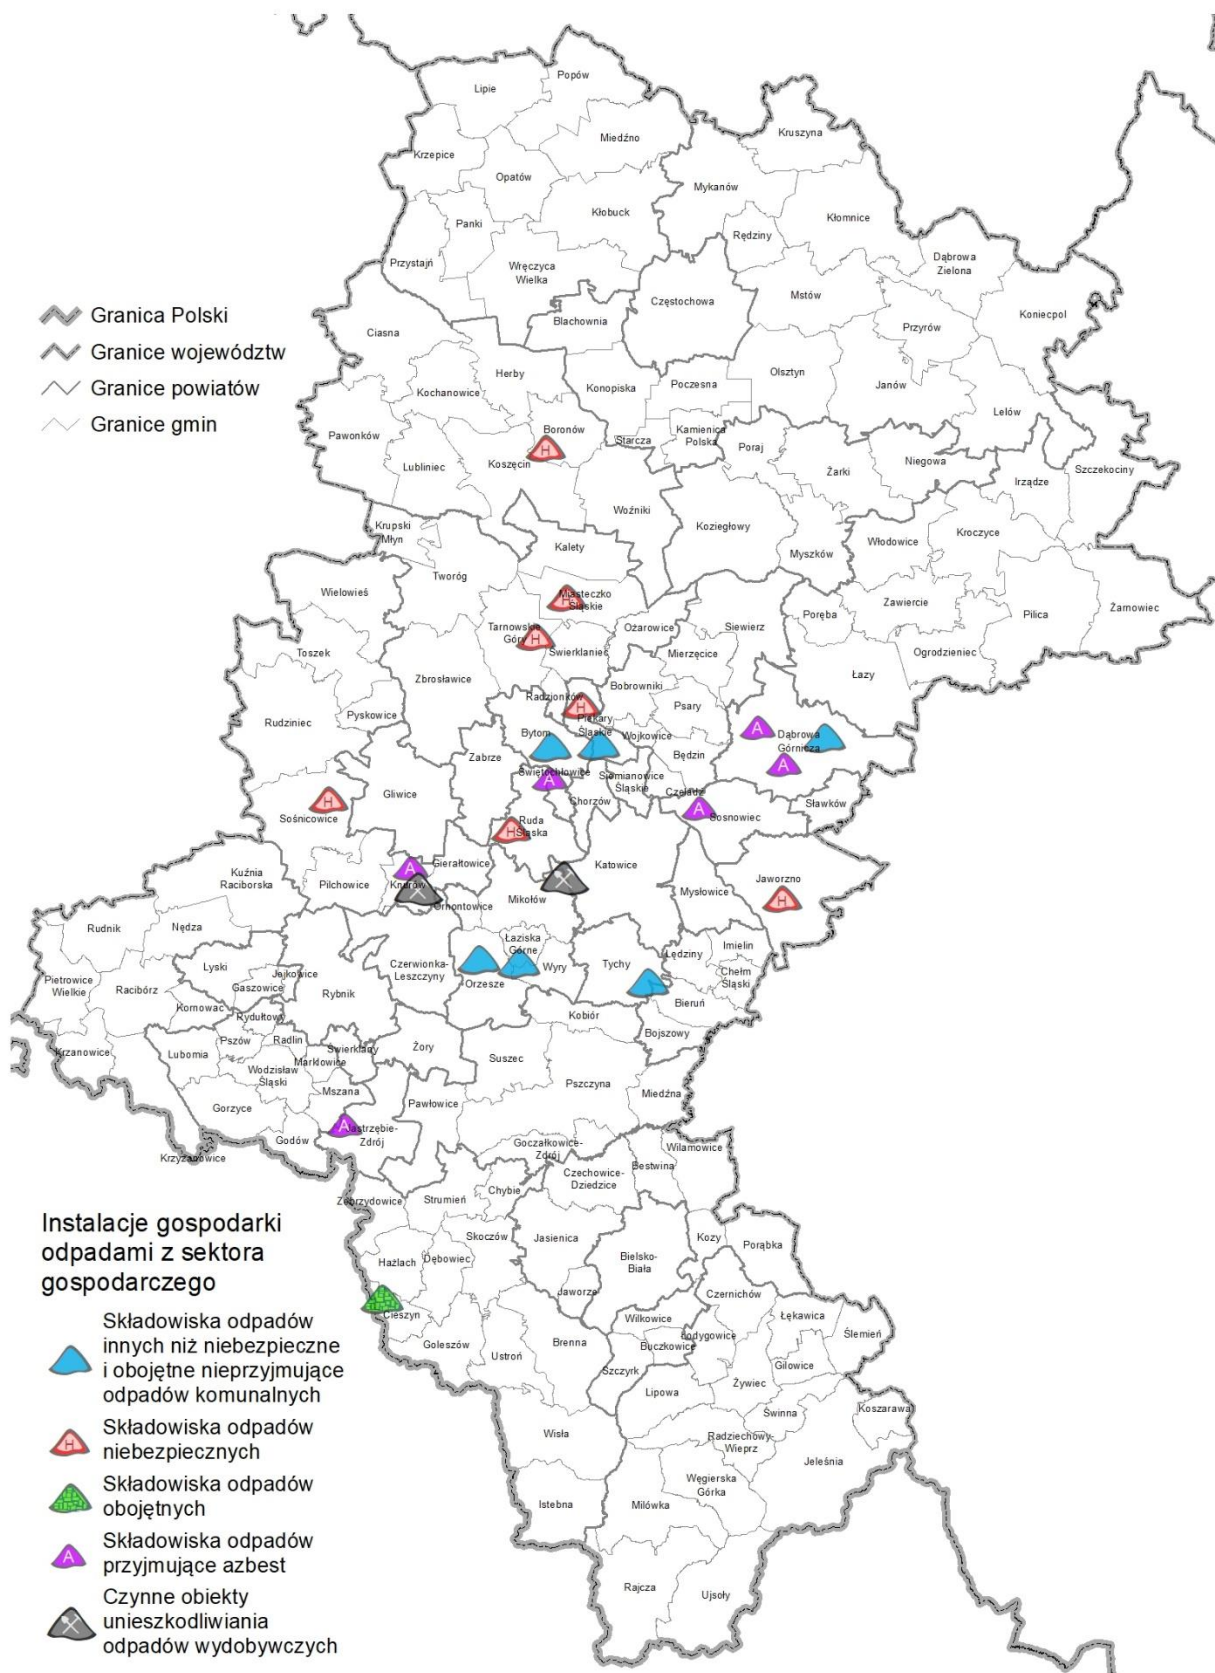 Lipie
Popów
Miedźno
Kruszyna
Krzepice
Opatów
Mykanów
Kłobuck
Kłomnice
Panki
Rędziny
Przystajń
Wręczyca
Wielka
Dąbrowa
Zielona
Częstochowa
Mstów
Koniecpol
Granica Polski
Granice województw
Granice powiatów
Granice gmin
Blachownia
Ciasna
Przyrów
Herby
Konopiska
Poczesna
Olsztyn
Janów
Kochanowice
Lelów
Boronów
Kamienica
Polska
Starcza
Pawonków
Poraj
Niegowa
Lubliniec
Koszęcin
H
Żarki
Szczekociny
Irządze
Woźniki
Koziegłowy
Krupski
Młyn
Kalety
Włodowice
Kroczyce
Myszków
Tworóg
Wielowieś
Miasteczko
Śląskie
H
Zawiercie
Żarnowiec
Poręba
Pilica
Tarnowskie
Góry
H
Ożarowice
Siewierz
Świerklaniec
Mierzęcice
Toszek
Ogrodzieniec
Zbrosławice
Łazy
Bobrowniki
Radzionków
H
Psary
Rudziniec
Pyskowice
Piekary
Śląskie
Bytom
Wojkowice
A
Dąbrowa
Górnicza
Zabrze
Będzin
Gliwice
Świętochłowice
A
Siemianowice
Śląskie
A
Chorzów
Czeladź
H
A
Sławków
Sośnicowice
Ruda
Śląska
H
Sosnowiec
Gierałtowice
Katowice
Kuźnia
Raciborska
A
Pilchowice
Knurów
Jaworzno
Mysłowice
H
Mikołów
Ornontowice
Rudnik
Nędza
Łaziska
Górne
Imielin
Lędziny
Lyski
Czerwionka-
Leszczyny
Wyry
Tychy
Chełm
Śląski
Pietrowice
Wielkie
Jejkowice
Racibórz
Gaszowice
Rybnik
Orzesze
Bieruń
Kornowac
Rydułtowy
Kobiór
Bojszowy
Pszów
Radlin
Krzanowice
Lubomia
Świerklany
Żory
Suszec
Marklowice
Wodzisław
Śląski
Pszczyna
Mszana
Miedźna
Pawłowice
Gorzyce
A
Jastrzębie-
Zdrój
Godów
Goczałkowice-
Zdrój
Wilamowice
Krzyżanowice
Bestwina
Czechowice-
Dziedzice
Zebrzydowice
Strumień
Chybie
Skoczów
Jasienica
Kozy
Porąbka
Hażlach
Dębowiec
Bielsko-
Biała
Jaworze
Czernichów
Cieszyn
Wilkowice
Łękawica
Ślemień
Goleszów
Ustroń
Brenna
Buczkowice
Łodygowice
Gilowice
Szczyrk
Żywiec
Lipowa
Świnna
Koszarawa
Wisła
Radziechowy-
Wieprz
Jeleśnia
Węgierska
Górka
Istebna
Milówka
Rajcza
Ujsoły
Instalacje gospodarki
odpadami z sektora
gospodarczego
Składowiska odpadów
innych niż niebezpieczne
i obojętne nieprzyjmujące
odpadów komunalnych
H
Składowiska odpadów
niebezpiecznych
Składowiska odpadów
obojętnych
A
Składowiska odpadów
przyjmujące azbest
Czynne obiekty
unieszkodliwiania
odpadów wydobywczych